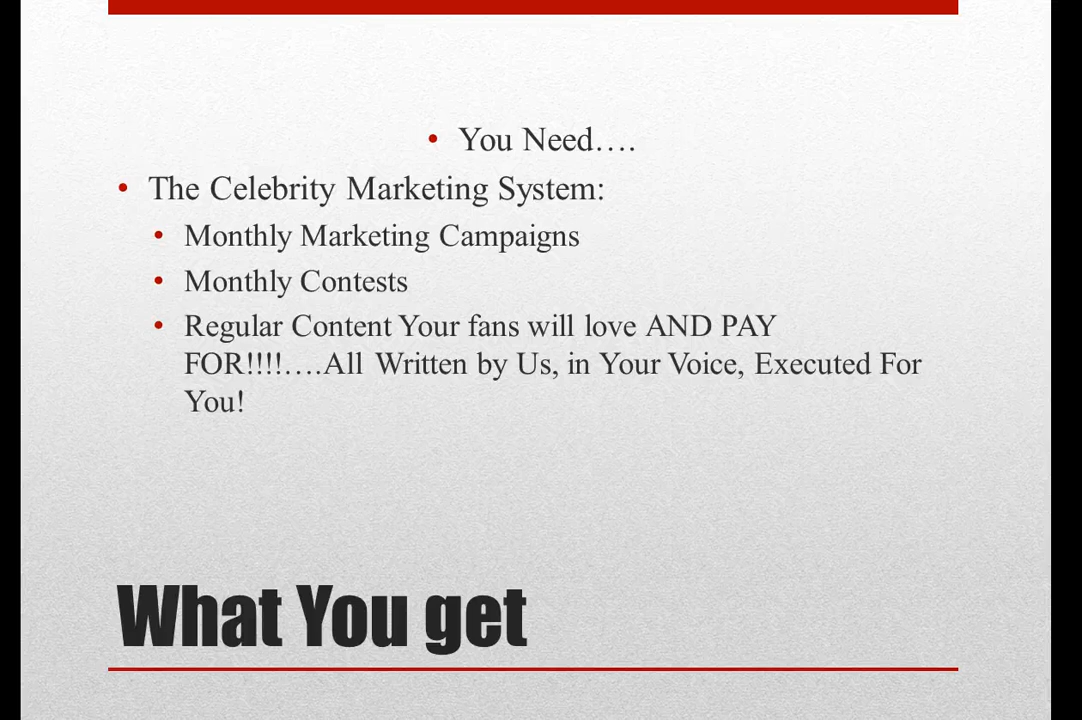 • You Need….
• The Celebrity Marketing System:
• Monthly Marketing Campaigns
• Monthly Contests
• Regular Content Your fans will love AND PAY
FOR!!!!….All Written by Us, in Your Voice, Executed For
You!
What You get